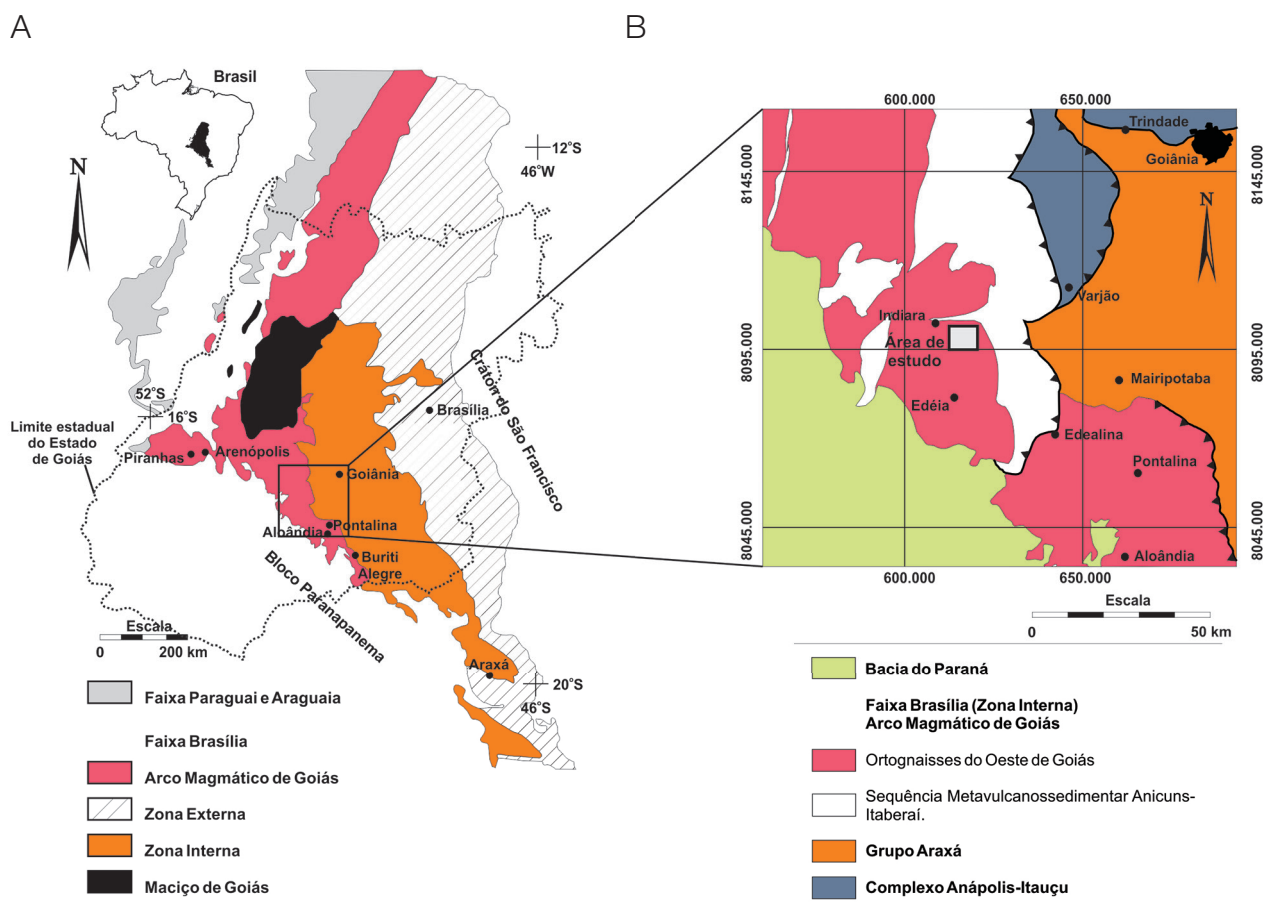 A
Brasil
N
12°S
46°W
52°S
16°S
Limite estadual
do Estado
de Goiás
Piranhas
Arenópolis
Brasília
Cráton do São Francisco
Goiânia
Pontalina
Aloândia
Buriti
Alegre
Bloco Paranapanema
Araxá
20°S
46°S
Escala
0
200 km
Faixa Paraguai e Araguaia
Faixa Brasília
Arco Magmático de Goiás
Zona Externa
Zona Interna
Maciço de Goiás
B
600.000
650.000
8145.000
8145.000
Trindade
Goiânia
N
Varjão
Indiara
Área de
estudo
8095.000
8095.000
Mairipotaba
Edéia
Edealina
Pontalina
8045.000
8045.000
Aloândia
600.000
650.000
Escala
0
50 km
Bacia do Paraná
Faixa Brasília (Zona Interna)
Arco Magmático de Goiás
Ortognaisses do Oeste de Goiás
Sequência Metavulcanossedimentar Anicuns-
Itaberaí.
Grupo Araxá
Complexo Anápolis-Itauçu